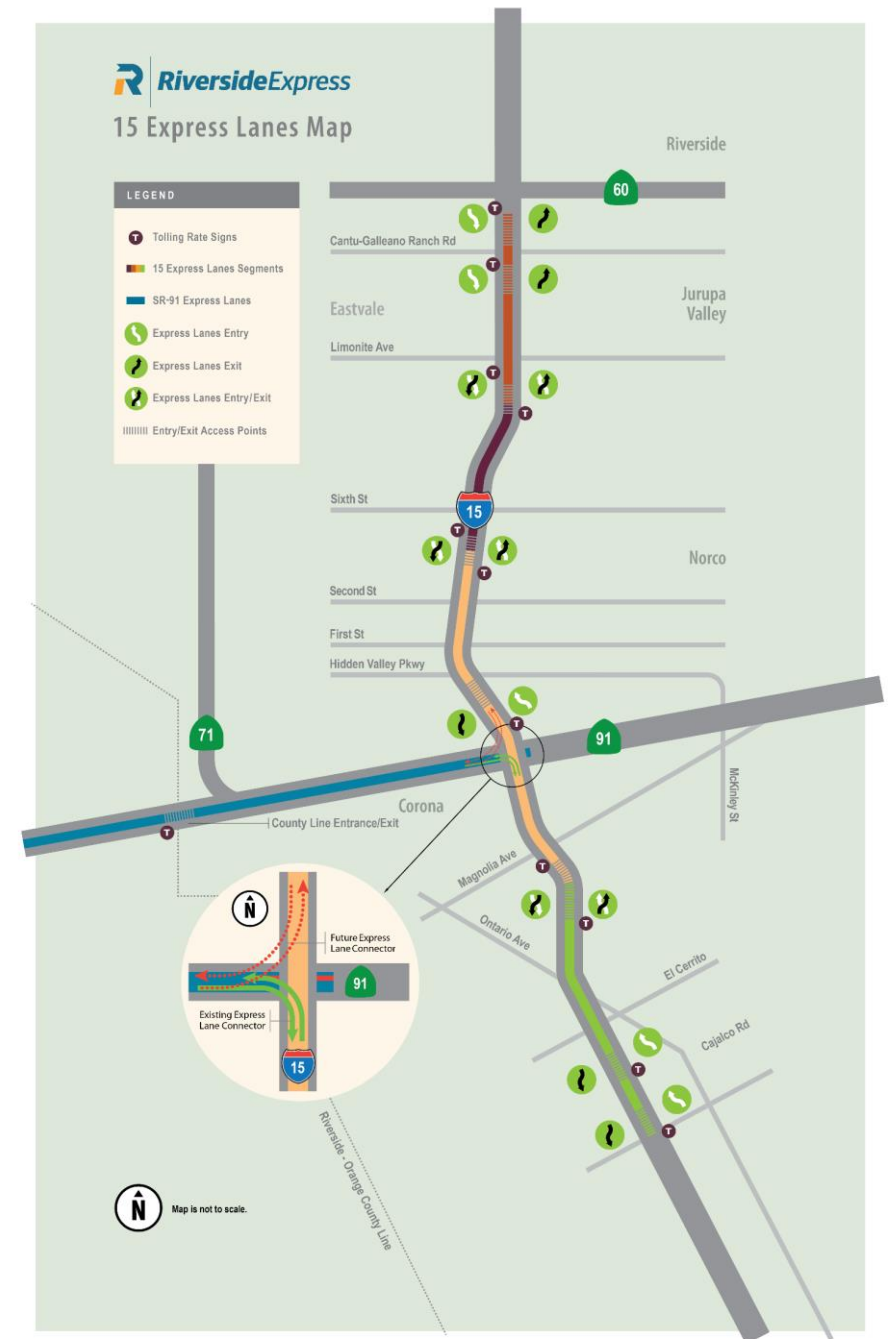 R RiversideExpress
15 Express Lanes Map
LEGEND
T Tolling Rate Signs
15 Express Lanes Segments
SR-91 Express Lanes
Express Lanes Entry
Express Lanes Exit
Express Lanes Entry/Exit
Entry/Exit Access Points
Riverside
60
T
Cantu-Galleano Ranch Rd
T
Eastvale
Jurupa
Valley
Limonite Ave
T
T
Sixth St
15
T
Norco
T
Second St
First St
Hidden Valley Pkwy
T
71
91
McKinley St
Corona
County Line Entrance/Exit
T
Magnolia Ave
T
Ontario Ave
T
El Cerrito
Cajalco Rd
T
T
N
Future Express
Lane Connector
91
Existing Express
Lane Connector
15
Riverside - Orange County Line
N
Map is not to scale.